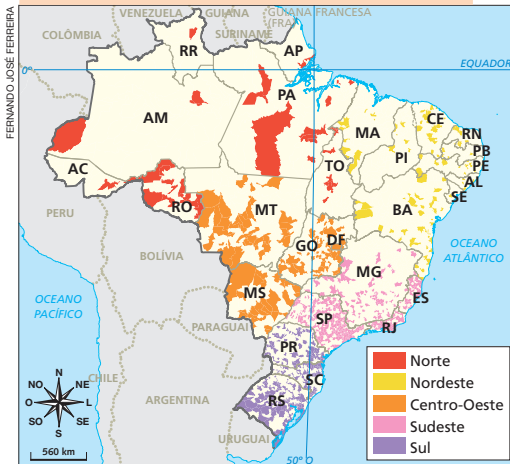 FERNANDO JOSÉ FERREIRA
VENEZUELA
GUIANA
GUIANA FRANCESA
(FRA)
COLÔMBIA
SURINAME
RR
AP
0°
EQUADOR
AM
PA
MA
CE
RN
PB
PE
AL
SE
PI
TO
AC
RO
PERU
MT
BA
BOLÍVIA
GO
DF
OCEANO
ATLÂNTICO
MG
ES
MS
SP
RJ
OCEANO
PACÍFICO
PARAGUAI
PR
SC
RS
CHILE
ARGENTINA
URUGUAI
N
NO
NE
O
L
SO
SE
S
560 km
50° O
Norte
Nordeste
Centro-Oeste
Sudeste
Sul